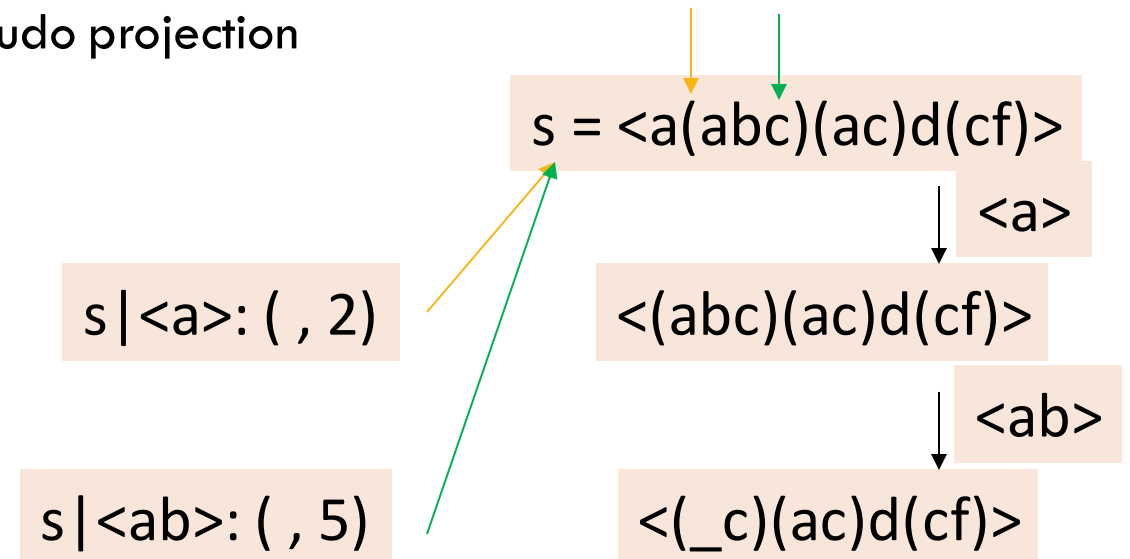 udo projection
s = <a(abc)(ac)d(cf)>
<a>
s|<a>: ( , 2)
<(abc)(ac)d(cf)>
<ab>
s|<ab>: ( , 5)
<(_c)(ac)d(cf)>